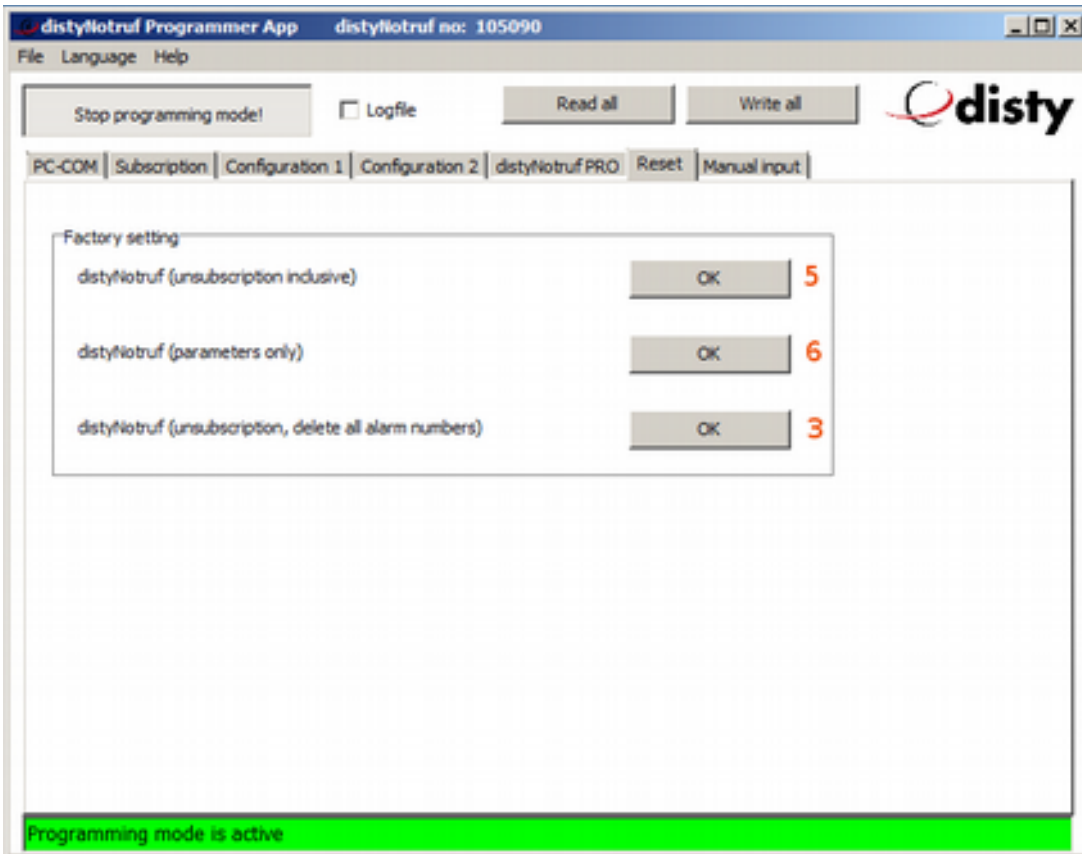 distyNotruf Programmer App distyNotruf no: 105090
File Language Help
Stop programming mode! Logfile Read all Write all disty
PC-COM Subscription Configuration 1 Configuration 2 distyNotruf PRO Reset Manual input
Factory setting
distyNotruf (unsubscription inclusive) OK 5
distyNotruf (parameters only) OK 6
distyNotruf (unsubscription, delete all alarm numbers) OK 3
Programming mode is active